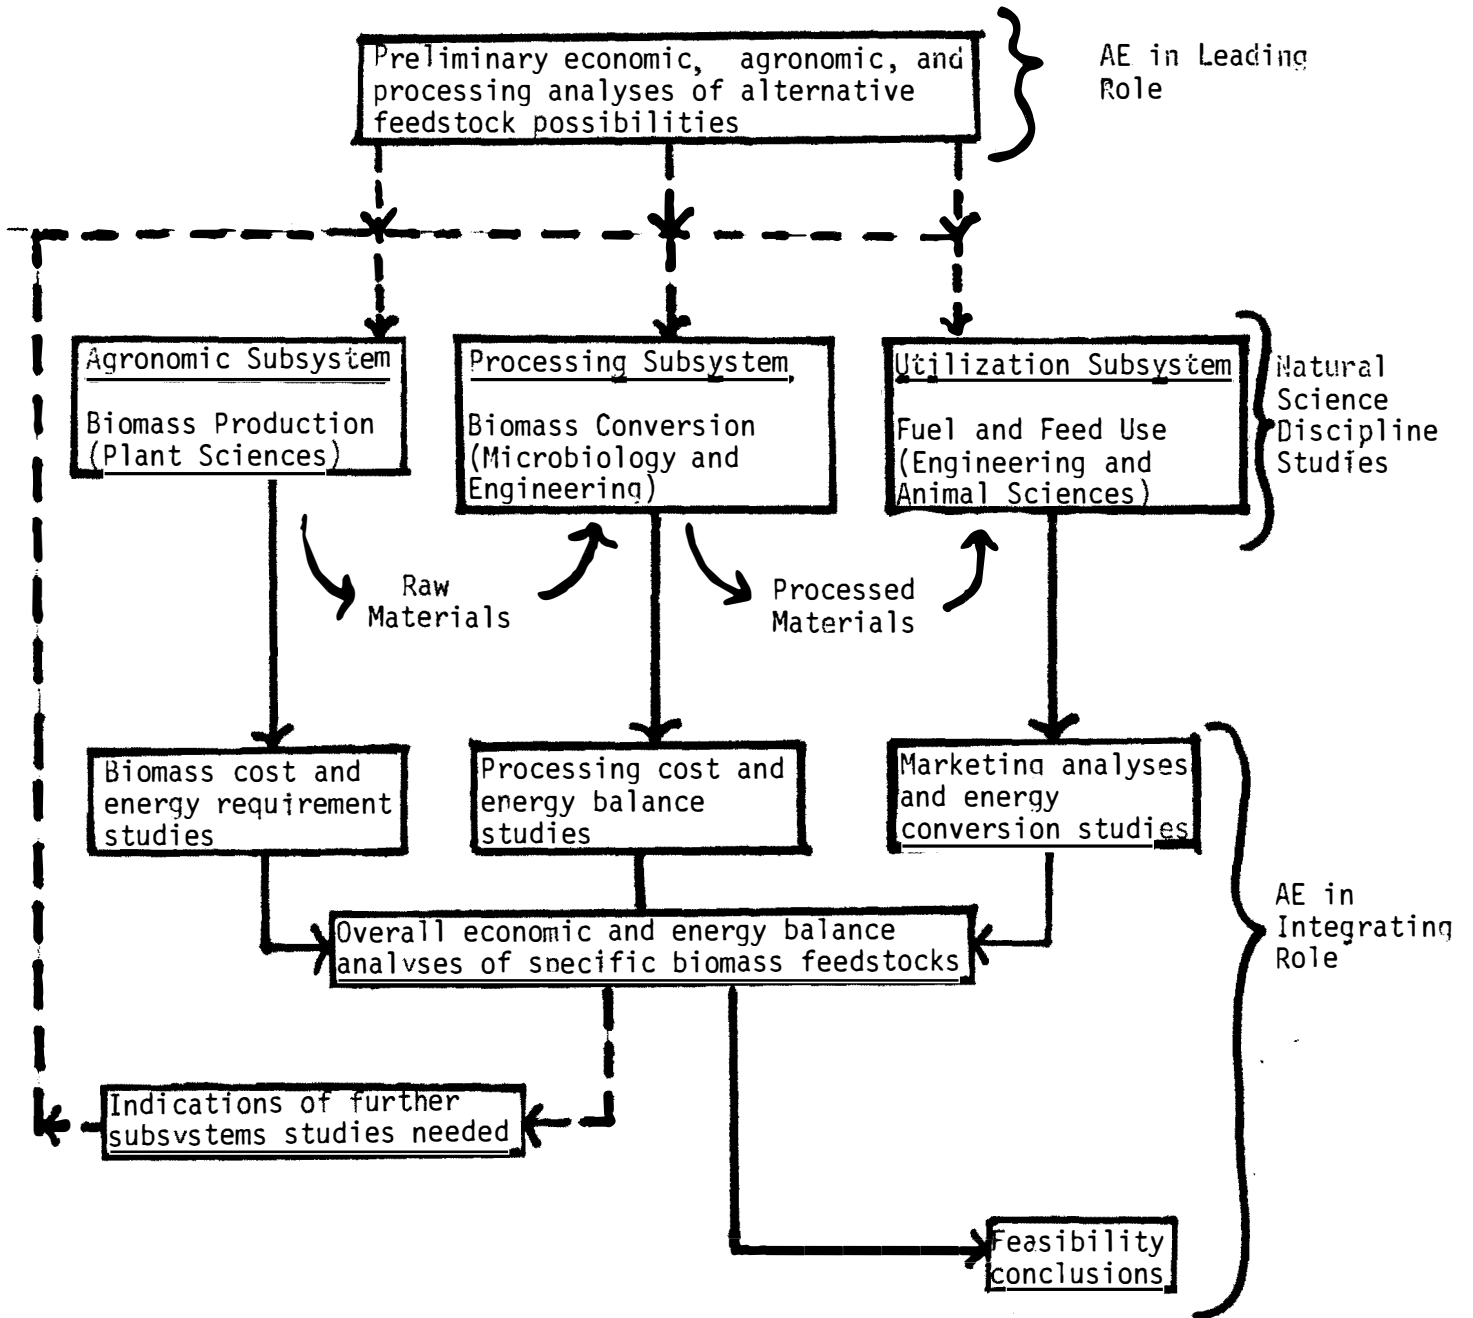 Preliminary economic, agronomic, and
processing analyses of alternative
feedstock possibilities
AE in Leading
Role
Agronomic Subsystem
Biomass Production
(Plant Sciences)
Processing Subsystem
Biomass Conversion
(Microbiology and
Engineering)
Utilization Subsystem
Fuel and Feed Use
(Engineering and
Animal Sciences)
Natural
Science
Discipline
Studies
Raw
Materials
Processed
Materials
Biomass cost and
energy requirement
studies
Processing cost and
energy balance
studies
Marketing analyses
and energy
conversion studies
Overall economic and energy balance
analyses of specific biomass feedstocks
AE in
Integrating
Role
Indications of further
subsystems studies needed
Feasibility
conclusions